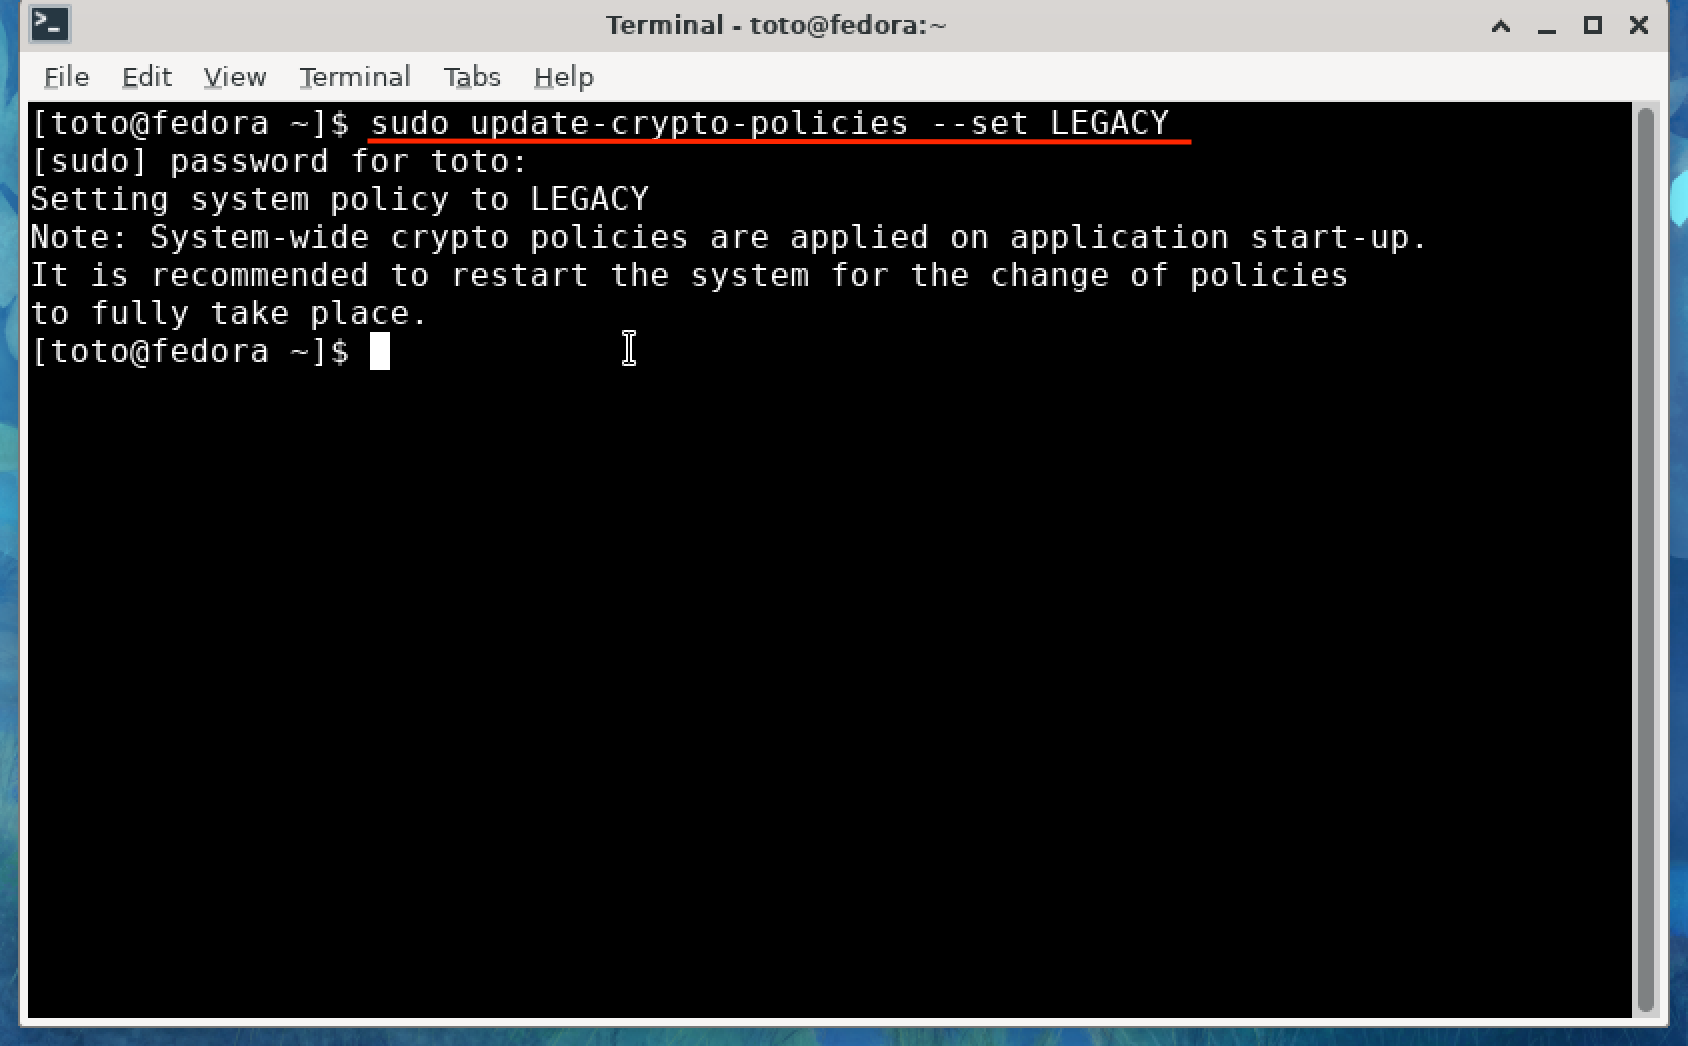 Terminal - toto@fedora:~
File Edit View Terminal Tabs Help
[toto@fedora ~]$ sudo update-crypto-policies --set LEGACY
[sudo] password for toto:
Setting system policy to LEGACY
Note: System-wide crypto policies are applied on application start-up.
It is recommended to restart the system for the change of policies
to fully take place.
[toto@fedora ~]$